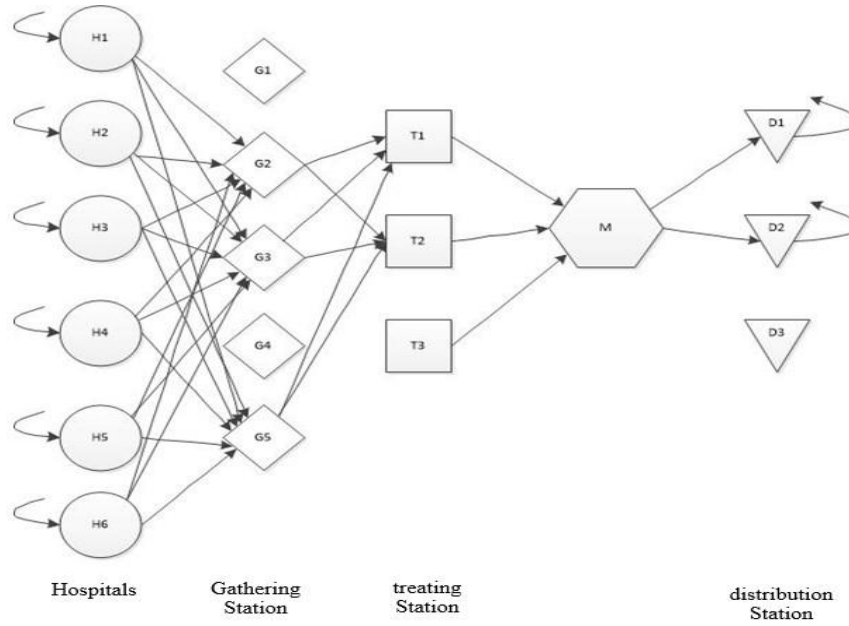 H1
H2
H3
H4
H5
H6
G1
G2
G3
G4
G5
T1
T2
T3
M
D1
D2
D3
Hospitals
Gathering
Station
treating
Station
distribution
Station